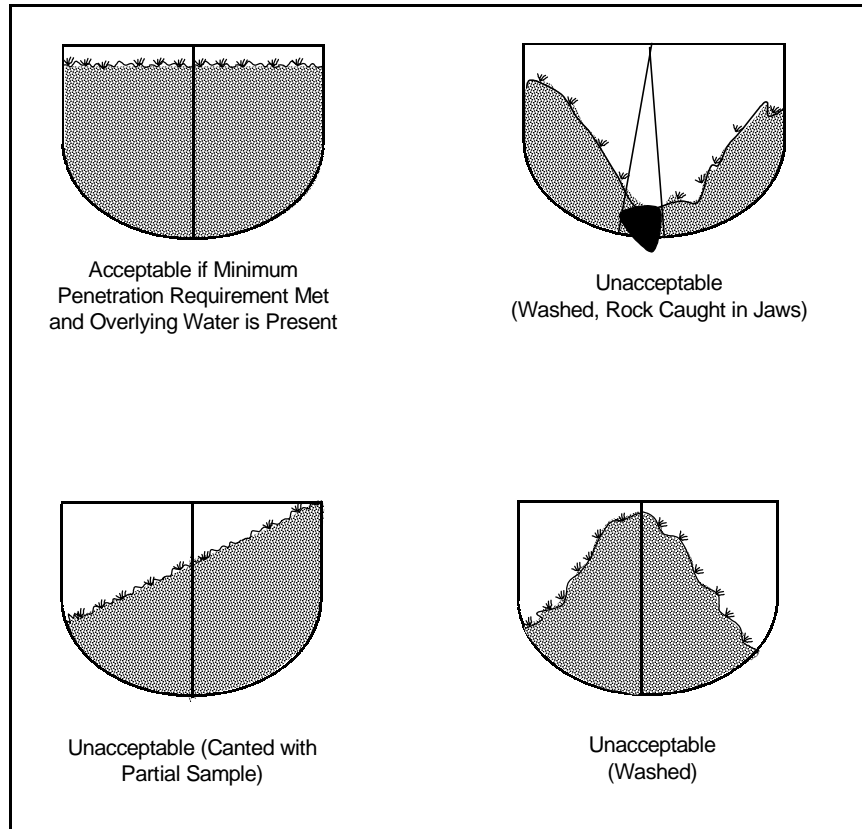 Acceptable if Minimum
Penetration Requirement Met
and Overlying Water is Present
Unacceptable
(Washed, Rock Caught in Jaws)
Unacceptable (Canted with
Partial Sample)
Unacceptable
(Washed)